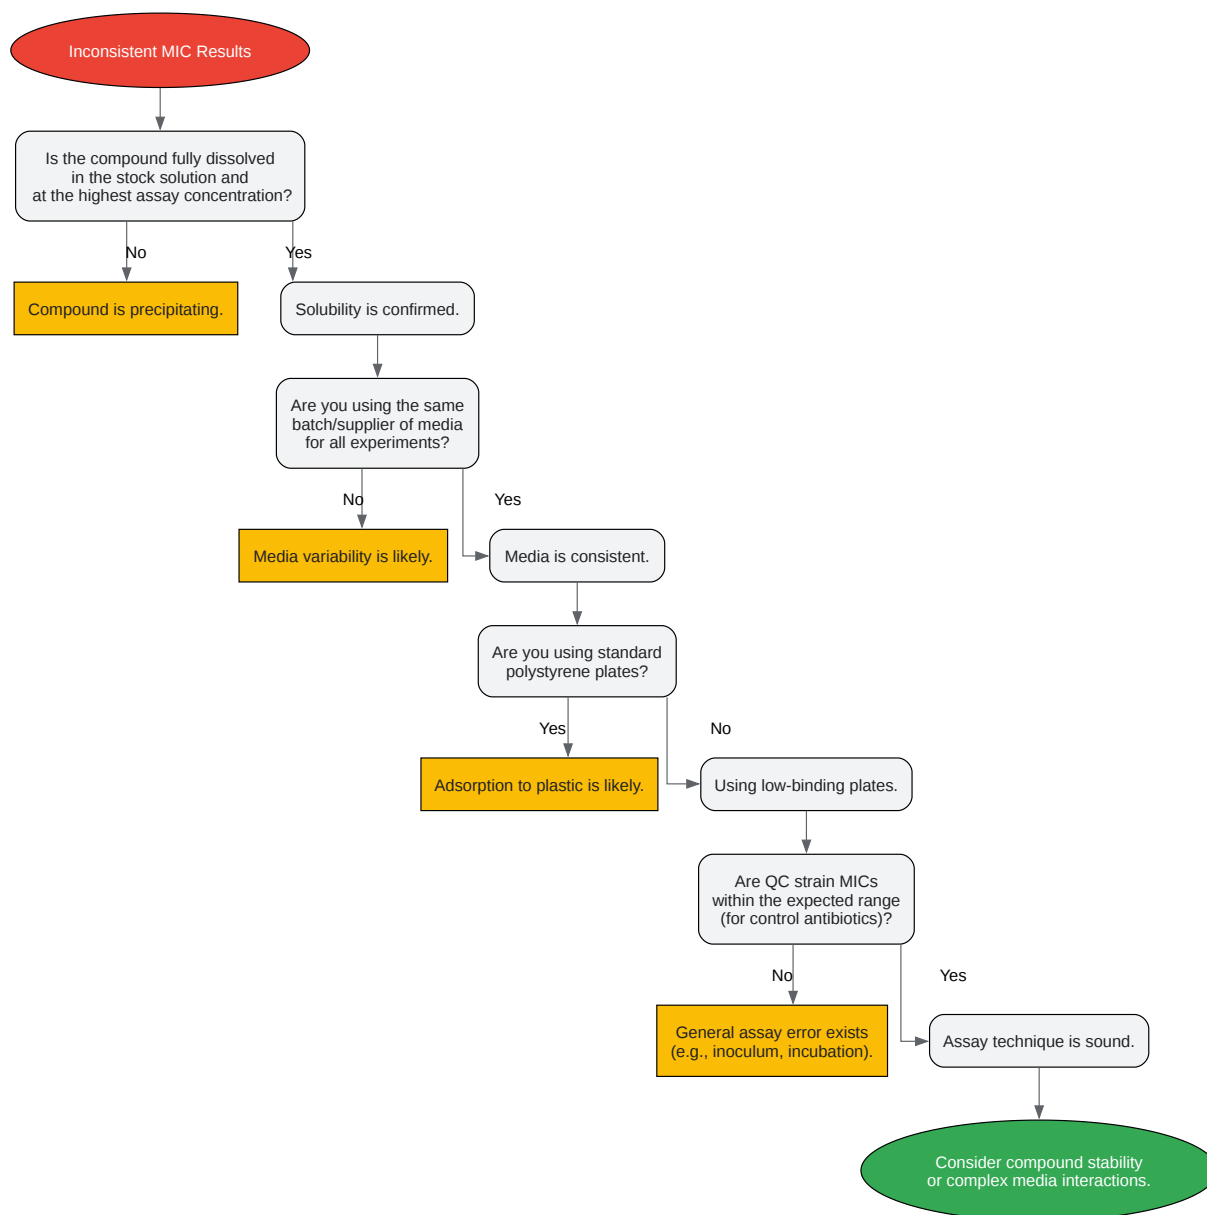 Inconsistent MIC Results
Is the compound fully dissolved
in the stock solution and
at the highest assay concentration?
No
Yes
Compound is precipitating.
Solubility is confirmed.
Are you using the same
batch/supplier of media
for all experiments?
No
Yes
Media variability is likely.
Media is consistent.
Are you using standard
polystyrene plates?
Yes
No
Adsorption to plastic is likely.
Using low-binding plates.
Are QC strain MICs
within the expected range
(for control antibiotics)?
No
Yes
General assay error exists
(e.g., inoculum, incubation).
Assay technique is sound.
Consider compound stability
or complex media interactions.